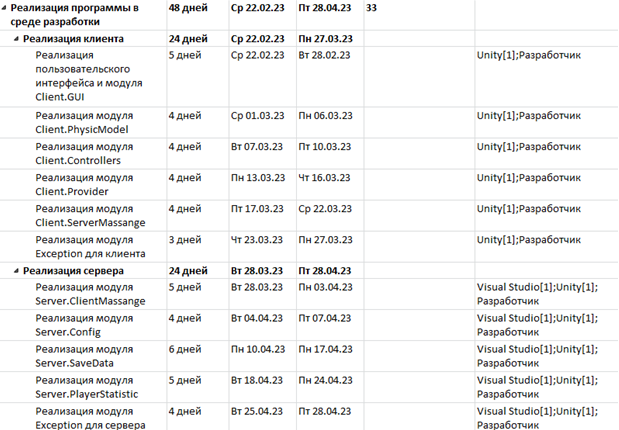 Реализация программы в 48 дней Ср 22.02.23 Пт 28.04.23 33
среде разработки
Реализация клиента 24 дней Ср 22.02.23 Пн 27.03.23
Реализация 5 дней Ср 22.02.23 Вт 28.02.23 Unity[1];Разработчик
пользовательского
интерфейса и модуля
Client.GUI
Реализация модуля 4 дней Ср 01.03.23 Пн 06.03.23 Unity[1];Разработчик
Client.PhysicModel
Реализация модуля 4 дней Вт 07.03.23 Пт 10.03.23 Unity[1];Разработчик
Client.Controllers
Реализация модуля 4 дней Пн 13.03.23 Чт 16.03.23 Unity[1];Разработчик
Client.Provider
Реализация модуля 4 дней Пт 17.03.23 Ср 22.03.23 Unity[1];Разработчик
Client.ServerMassange
Реализация модуля 3 дней Чт 23.03.23 Пн 27.03.23 Unity[1];Разработчик
Exception для клиента
Реализация сервера 24 дней Вт 28.03.23 Пт 28.04.23
Реализация модуля 5 дней Вт 28.03.23 Пн 03.04.23 Visual Studio[1];Unity[1];
Server.ClientMassange Разработчик
Реализация модуля 4 дней Вт 04.04.23 Пт 07.04.23 Visual Studio[1];Unity[1];
Server.Config Разработчик
Реализация модуля 6 дней Пн 10.04.23 Пн 17.04.23 Visual Studio[1];Unity[1];
Server.SaveData Разработчик
Реализация модуля 5 дней Вт 18.04.23 Пн 24.04.23 Visual Studio[1];Unity[1];
Server.PlayerStatistic Разработчик
Реализация модуля 4 дней Вт 25.04.23 Пт 28.04.23 Visual Studio[1];Unity[1];
Exception для сервера Разработчик